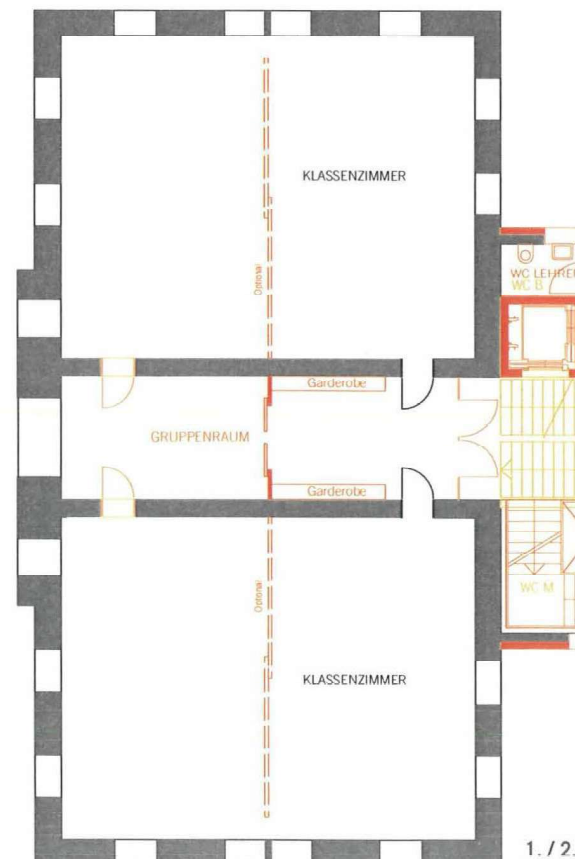 KLASSENZIMMER
Optional
WC LEHRER
WC B
Garderobe
GRUPPENRAUM
Garderobe
Optional
WC M
KLASSENZIMMER
1. / 2.